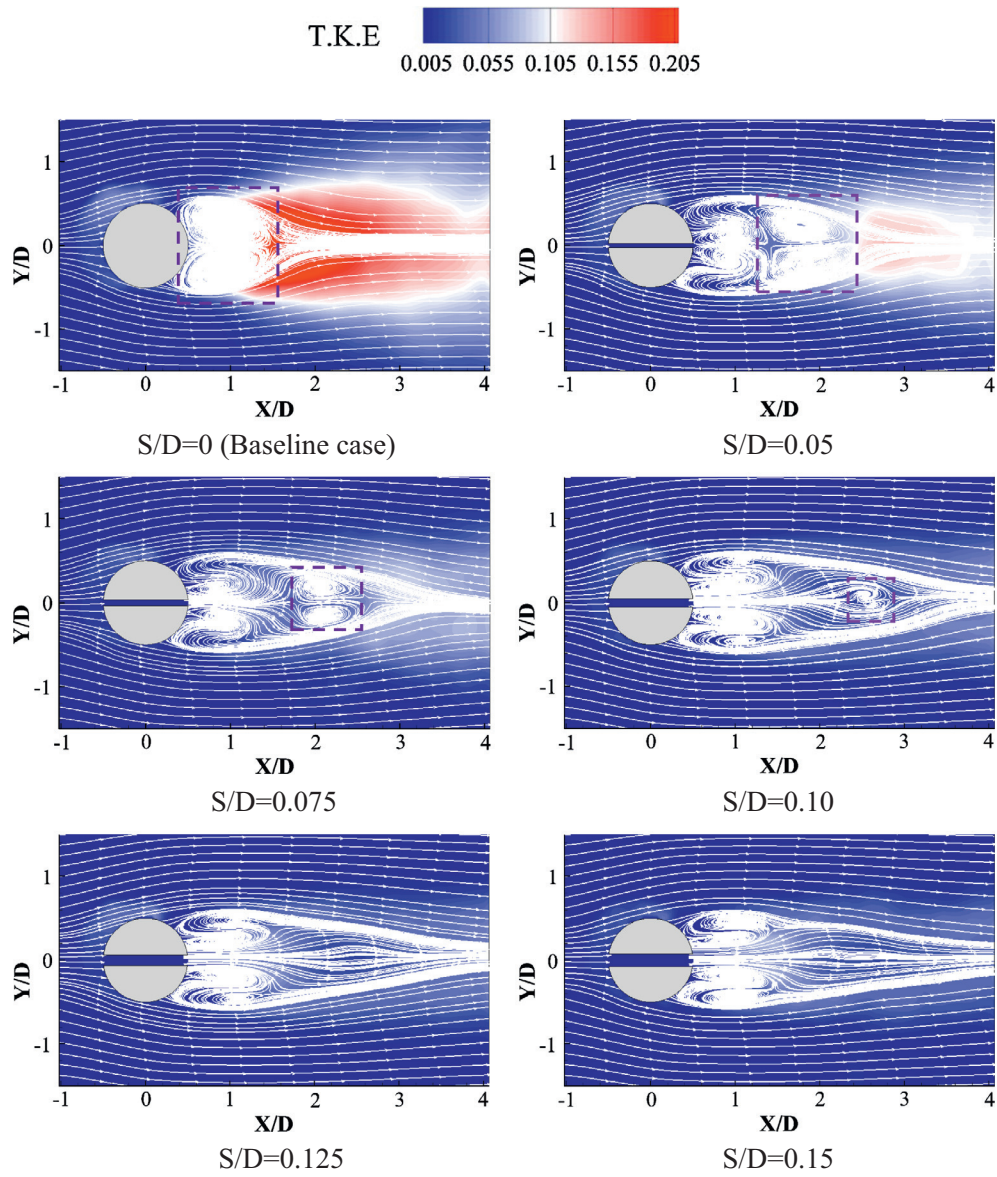 T.K.E
0.005 0.055 0.105 0.155 0.205
Y/D
1
0
-1
-1 0 1 2 3 4
X/D
S/D=0 (Baseline case)
Y/D
1
0
-1
-1 0 1 2 3 4
X/D
S/D=0.05
Y/D
1
0
-1
-1 0 1 2 3 4
X/D
S/D=0.075
Y/D
1
0
-1
-1 0 1 2 3 4
X/D
S/D=0.10
Y/D
1
0
-1
-1 0 1 2 3 4
X/D
S/D=0.125
Y/D
1
0
-1
-1 0 1 2 3 4
X/D
S/D=0.15